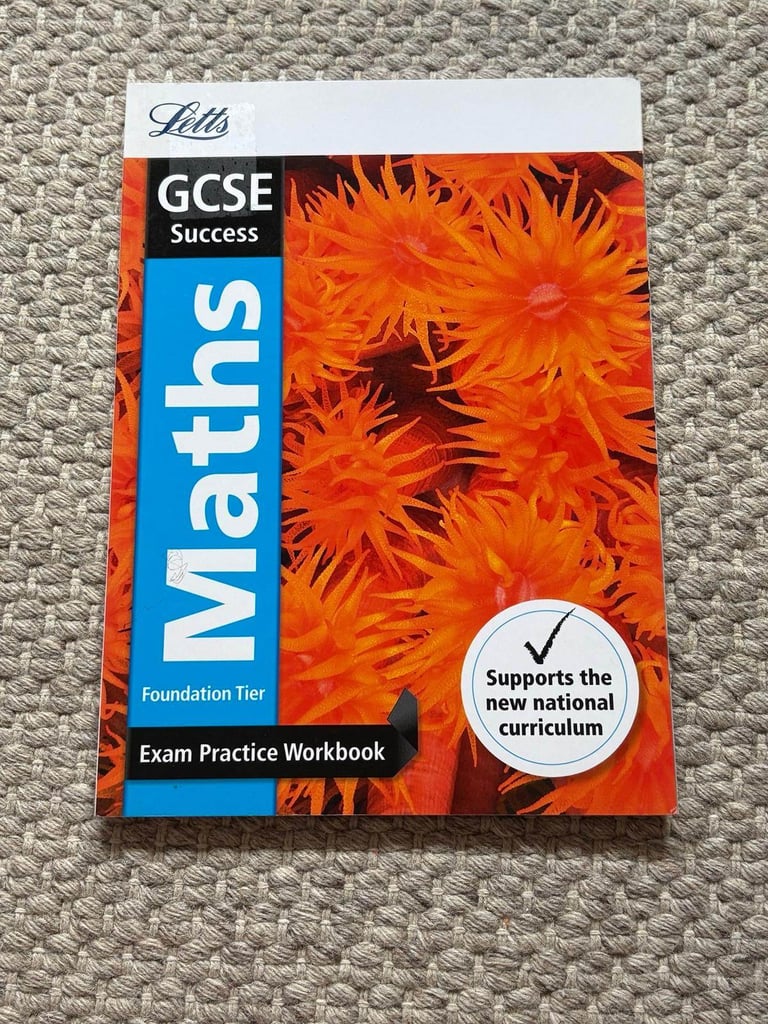 Letts
GCSE
Success
Maths
Foundation Tier
Exam Practice Workbook
Supports the
new national
curriculum